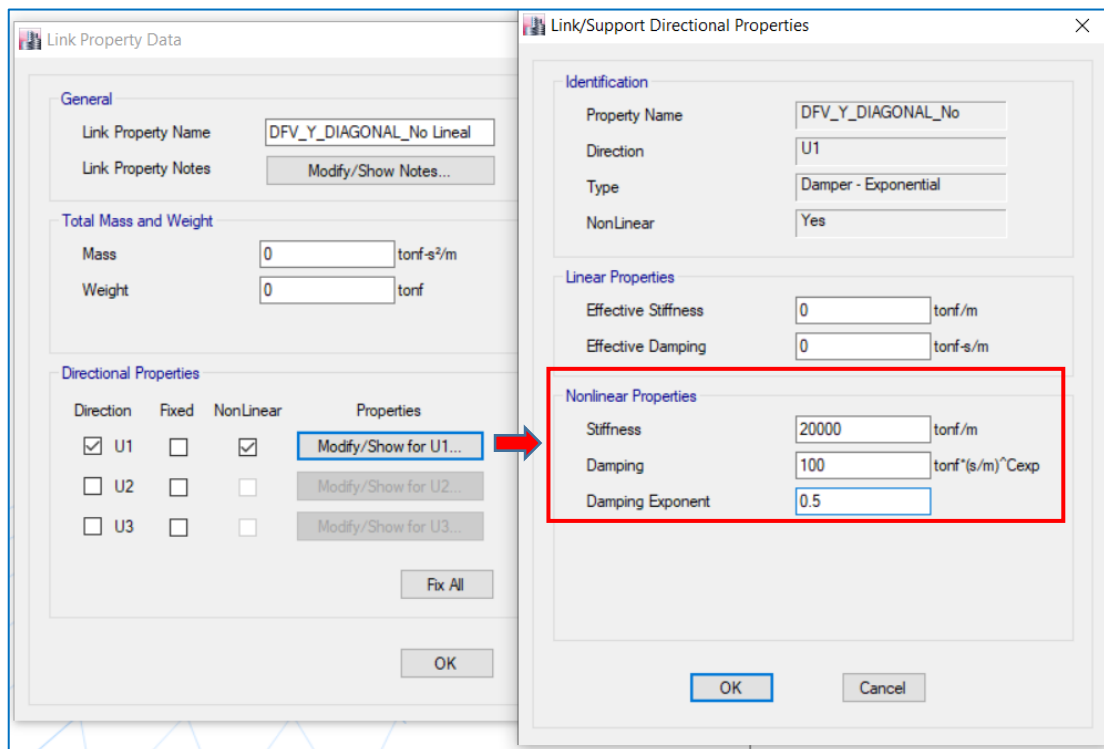 Link Property Data
General
Link Property Name DFV_Y_DIAGONAL_No Lineal
Link Property Notes Modify/Show Notes...
Total Mass and Weight
Mass 0 tonf-s²/m
Weight 0 tonf
Directional Properties
Direction Fixed NonLinear Properties
U1 Modify/Show for U1...
U2 Modify/Show for U2...
U3 Modify/Show for U3...
Fix All
OK
Link/Support Directional Properties
Identification
Property Name DFV_Y_DIAGONAL_No
Direction U1
Type Damper - Exponential
NonLinear Yes
Linear Properties
Effective Stiffness 0 tonf/m
Effective Damping 0 tonf-s/m
Nonlinear Properties
Stiffness 20000 tonf/m
Damping 100 tonf*(s/m)^Cexp
Damping Exponent 0.5
OK Cancel